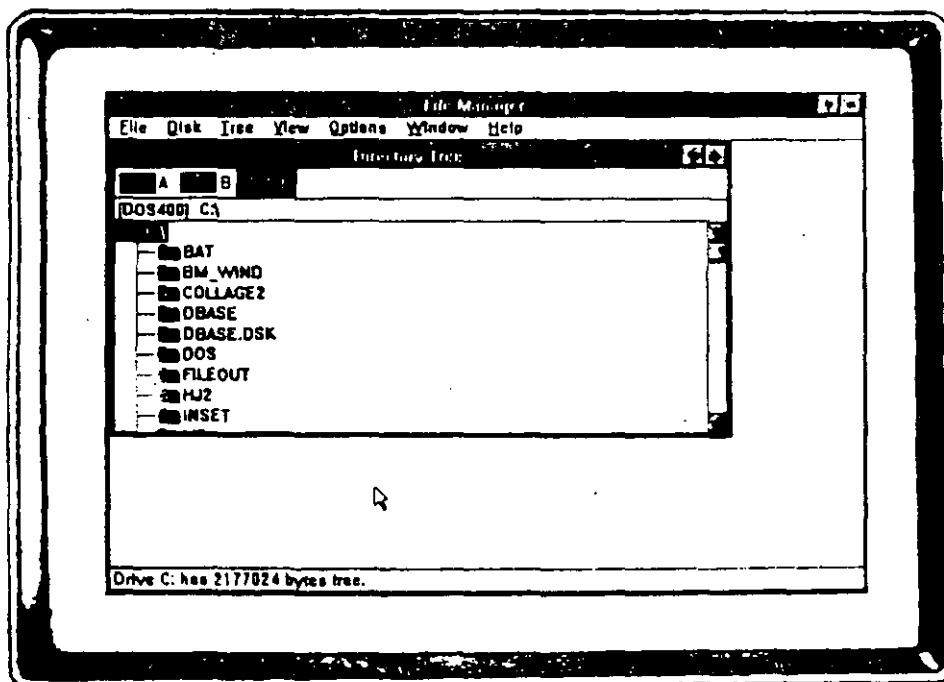 File Manager
File Disk Tree View Options Window Help
Directory Tree
A B
[DOS400] C:\
\
BAT
BM_WIND
COLLAGE2
DBASE
DBASE.DSK
DOS
FILEOUT
HJ2
INSET
Drive C: has 2177024 bytes free.